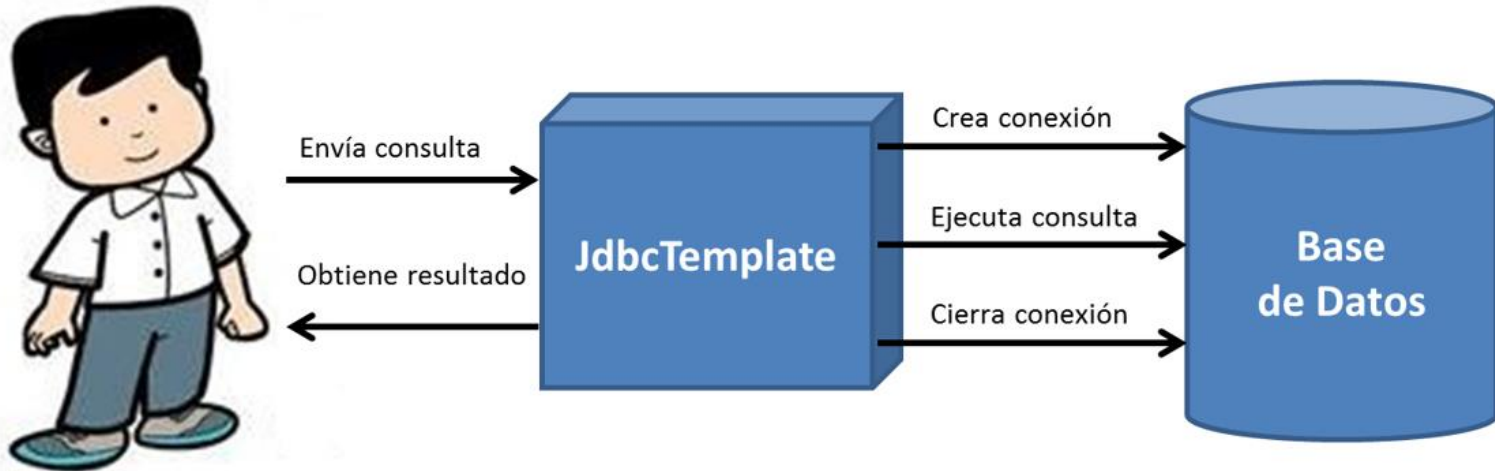 Envía consulta
Obtiene resultado
JdbcTemplate
Crea conexión
Ejecuta consulta
Cierra conexión
Base
de Datos